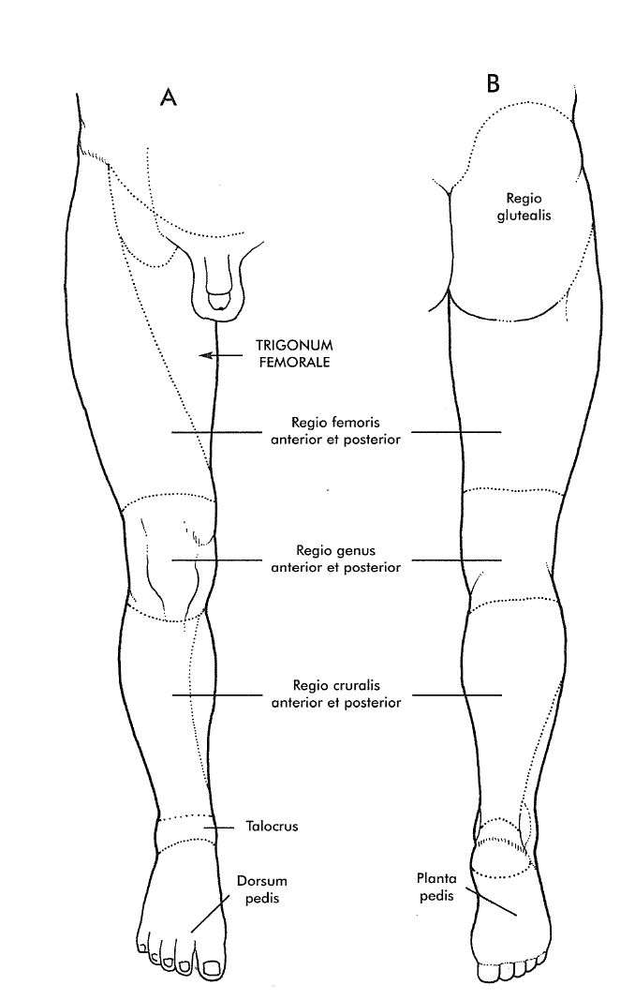 A
B
Regio
glutealis
TRIGONUM
FEMORALE
Regio femoris
anterior et posterior
Regio genus
anterior et posterior
Regio cruralis
anterior et posterior
Talocrus
Dorsum
pedis
Planta
pedis